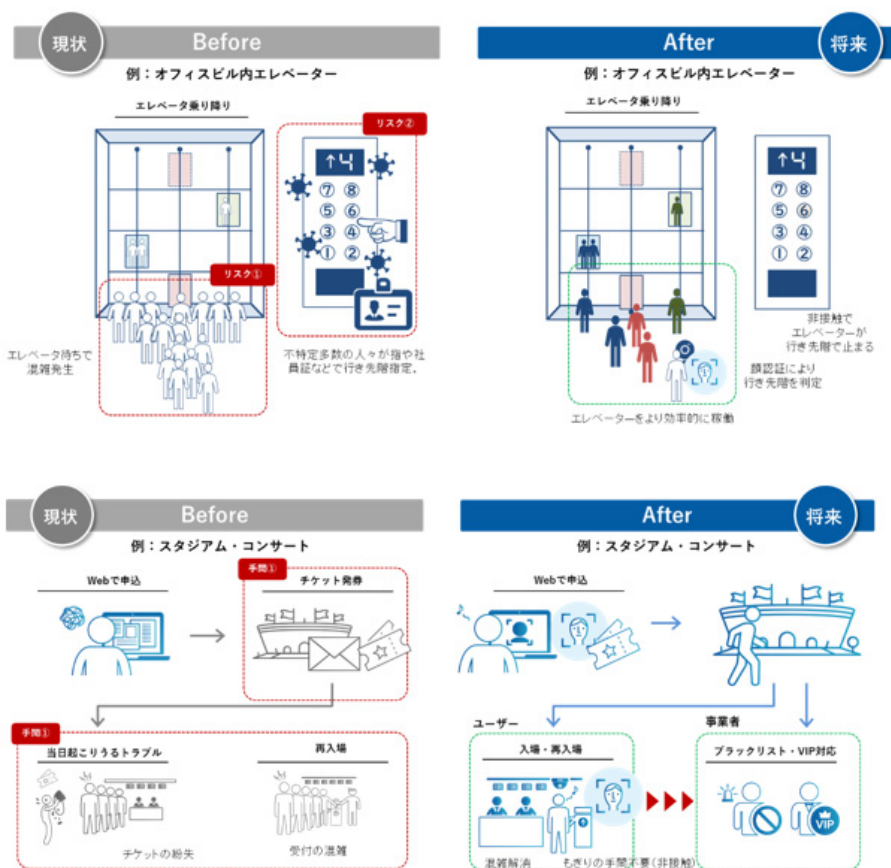 現状
Before
例：オフィスビル内エレベーター
エレベータ乗り降り
リスク②
↑4
⑦⑧
⑤⑥
③④
①②
リスク①
エレベータ待ちで
混雑発生
不特定多数の人々が指や社
員証などで行き先階指定。
After
将来
例：オフィスビル内エレベーター
エレベータ乗り降り
↑4
⑦⑧
⑤⑥
③④
①②
非接触で
エレベーターが
行き先階で止まる
顔認証により
行き先階を判定
エレベーターをより効率的に稼働
現状
Before
例：スタジアム・コンサート
Webで申込
手間①
チケット発券
手間①
当日起こりうるトラブル
再入場
チケットの紛失
受付の混雑
After
将来
例：スタジアム・コンサート
Webで申込
ユーザー
入場・再入場
混雑解消
もぎりの手間不要(非接触)
事業者
ブラックリスト・VIP対応
VIP